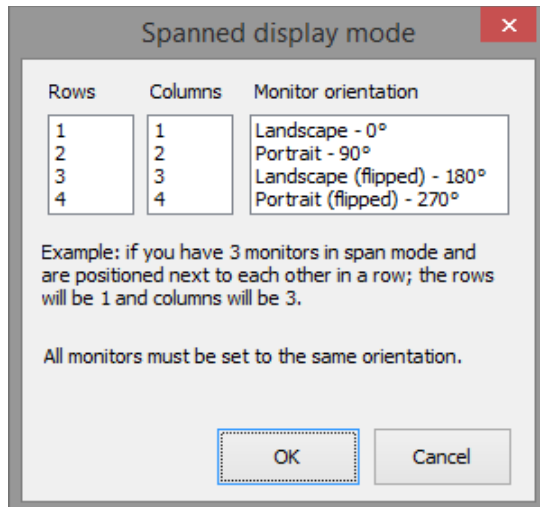 Spanned display mode
Rows Columns Monitor orientation
1 1 Landscape - 0°
2 2 Portrait - 90°
3 3 Landscape (flipped) - 180°
4 4 Portrait (flipped) - 270°
Example: if you have 3 monitors in span mode and
are positioned next to each other in a row; the rows
will be 1 and columns will be 3.
All monitors must be set to the same orientation.
OK Cancel